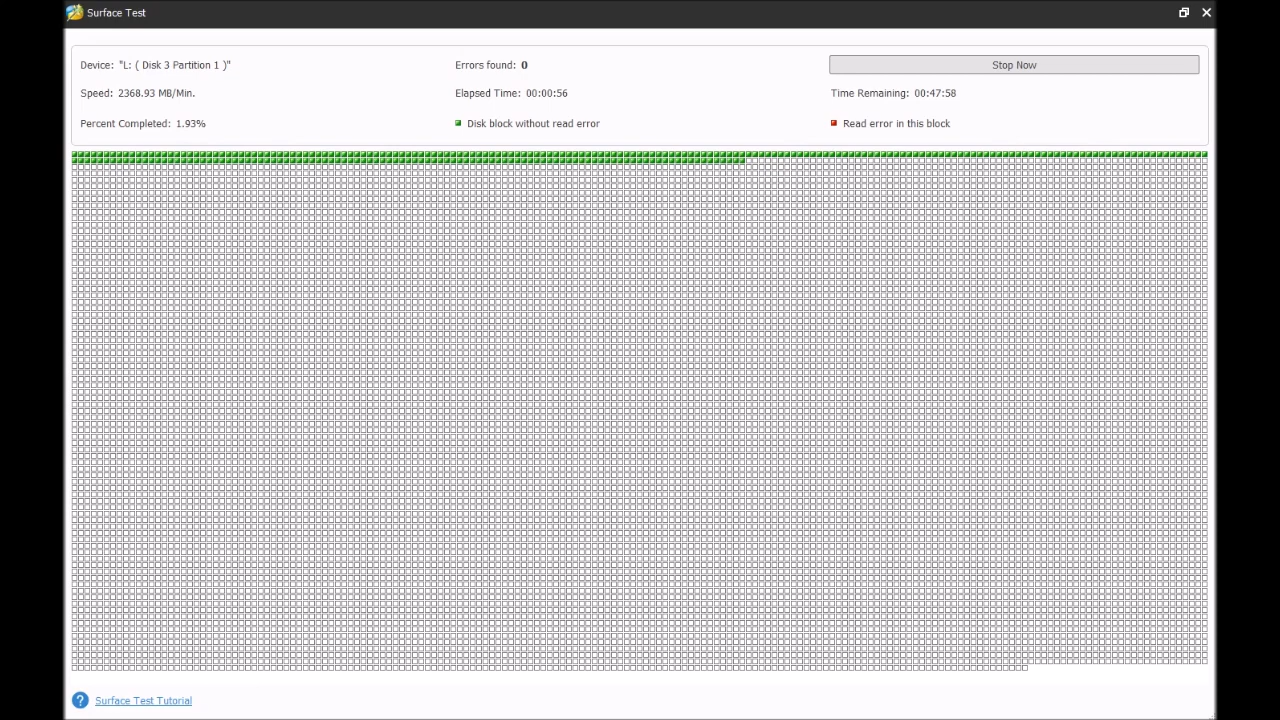 Surface Test
Device: "L: ( Disk 3 Partition 1 )"
Errors found: 0
Stop Now
Speed: 2368.93 MB/Min.
Elapsed Time: 00:00:56
Time Remaining: 00:47:58
Percent Completed: 1.93%
Disk block without read error
Read error in this block
Surface Test Tutorial